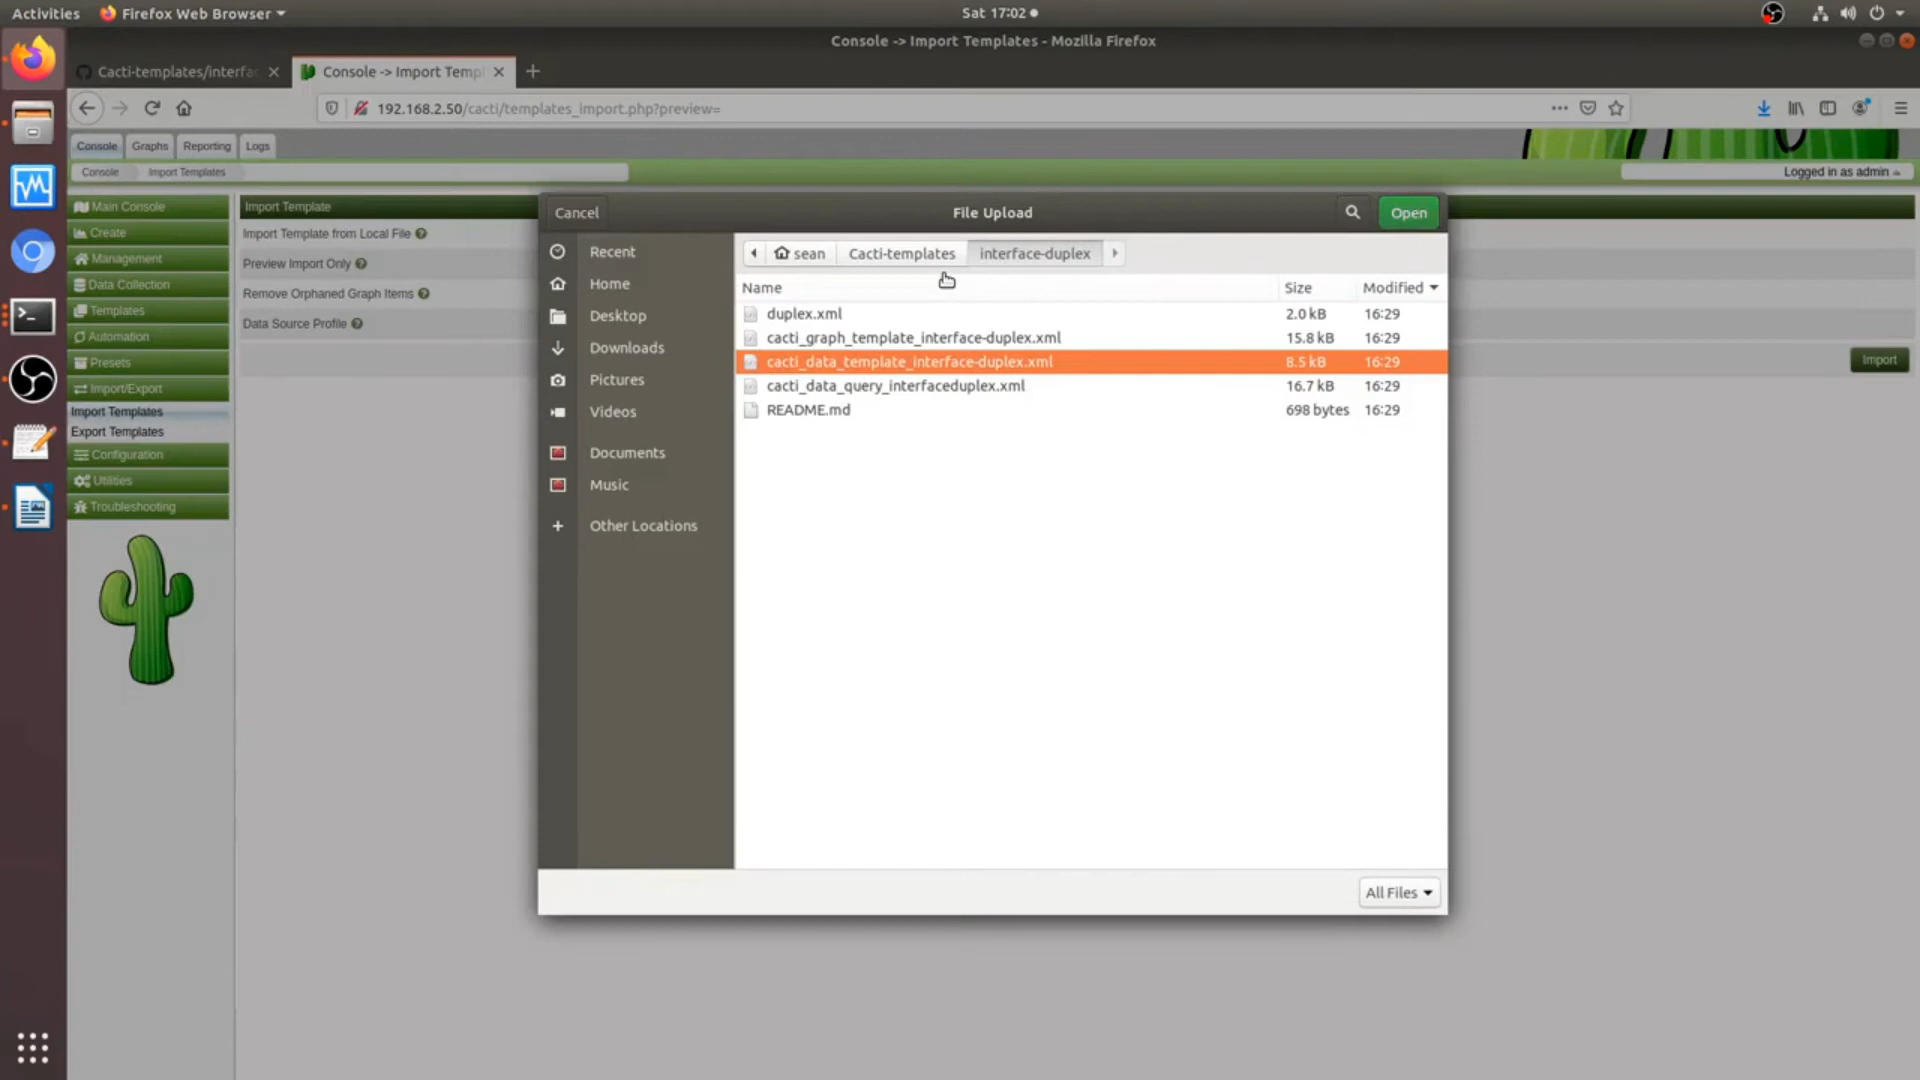 Activities
Firefox Web Browser
Sat 17:02
Console -> Import Templates - Mozilla Firefox
Cacti-templates/interfac
Console -> Import Templ
192.168.2.50/cacti/templates_import.php?preview=
Console
Graphs
Reporting
Logs
Console
Import Templates
Logged in as admin
Main Console
Create
Management
Data Collection
Templates
Automation
Presets
Import/Export
Import Templates
Export Templates
Configuration
Utilities
Troubleshooting
Import Template
Import Template from Local File
Preview Import Only
Remove Orphaned Graph Items
Data Source Profile
Import
Cancel
File Upload
Open
Recent
Home
Desktop
Downloads
Pictures
Videos
Documents
Music
Other Locations
sean
Cacti-templates
interface-duplex
Name Size Modified
duplex.xml 2.0 kB 16:29
cacti_graph_template_interface-duplex.xml 15.8 kB 16:29
cacti_data_template_interface-duplex.xml 8.5 kB 16:29
cacti_data_query_interfaceduplex.xml 16.7 kB 16:29
README.md 698 bytes 16:29
All Files